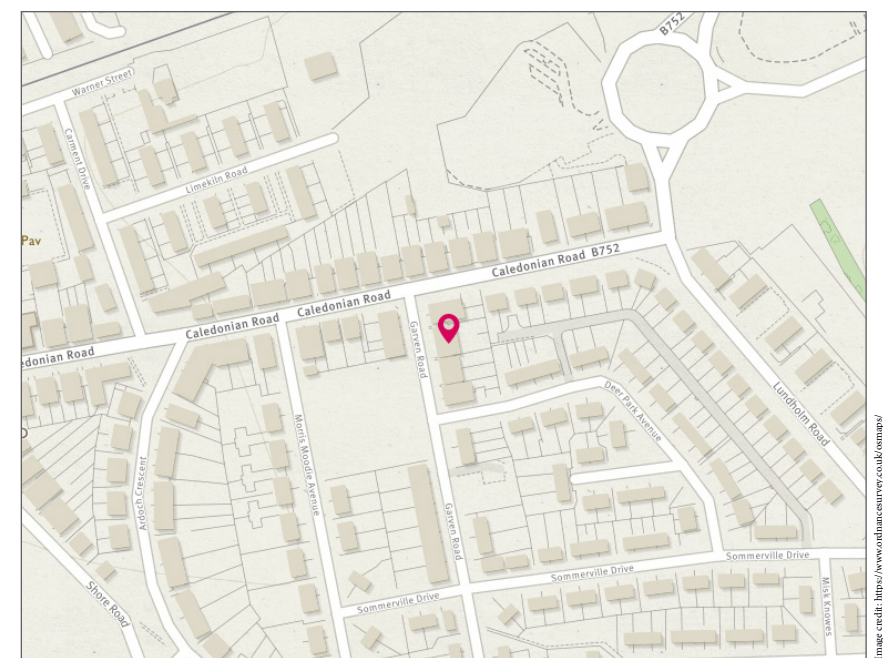 B752
Warner Street
Carment Drive
Limekiln Road
Pav
Caledonian Road B752
Caledonian Road
Caledonian Road
edonian Road
Garven Road
Deer Park Avenue
Lundholm Road
Morris Moodie Avenue
Ardoch Crescent
Garven Road
Shore Road
Sommerville Drive
Sommerville Drive
Sommerville Drive
Misk Knowes
image credit: https://www.ordnancesurvey.co.uk/osmaps/